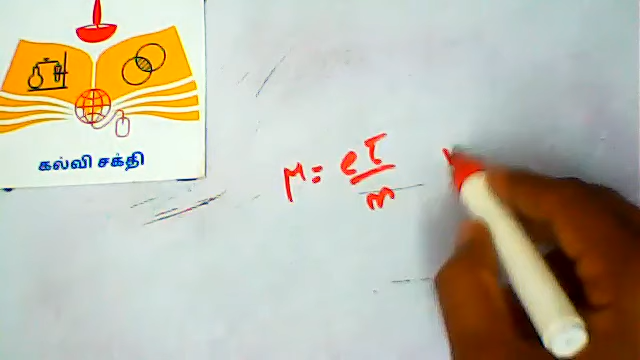 கல்வி சக்தி
μ = eτ/m